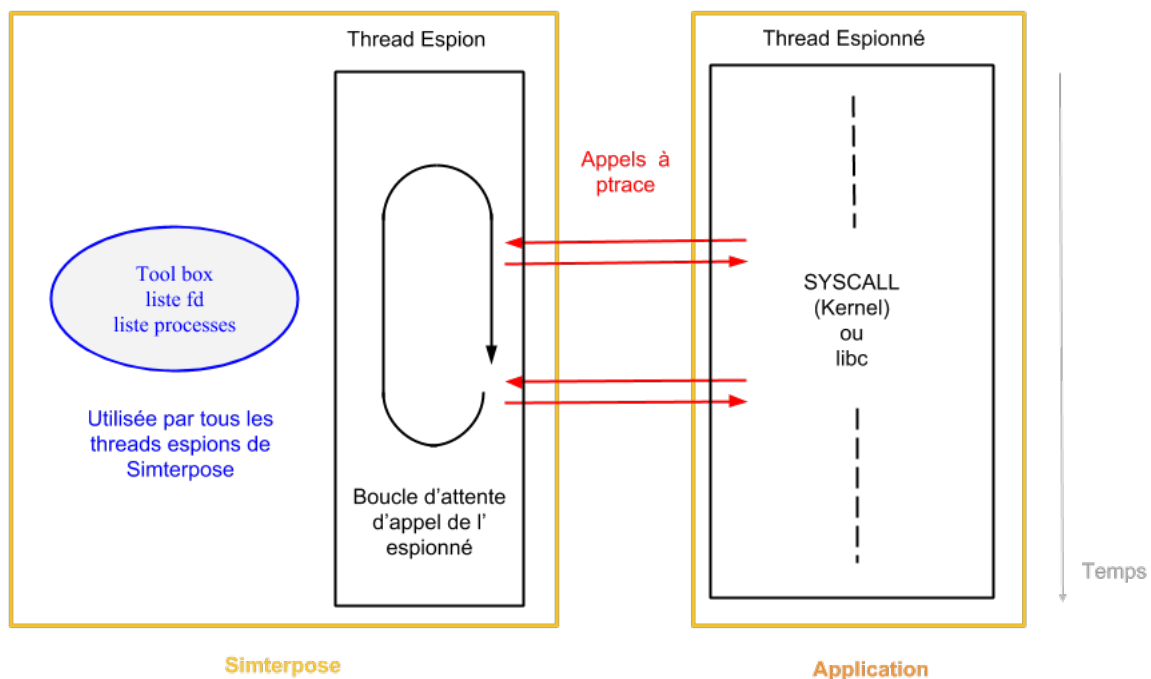 Thread Espion
Thread Espionné
Appels à
ptrace
Tool box
liste fd
liste processes
SYSCALL
(Kernel)
ou
libc
Utilisée par tous les
threads espions de
Simterpose
Boucle d'attente
d'appel de l'
espionné
Temps
Simterpose
Application